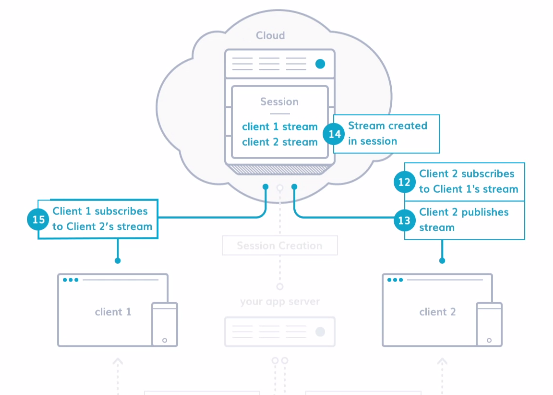 Cloud
Session
client 1 stream
client 2 stream
14
Stream created
in session
12
Client 2 subscribes
to Client 1's stream
13
Client 2 publishes
stream
15
Client 1 subscribes
to Client 2's stream
Session Creation
your app server
client 1
client 2